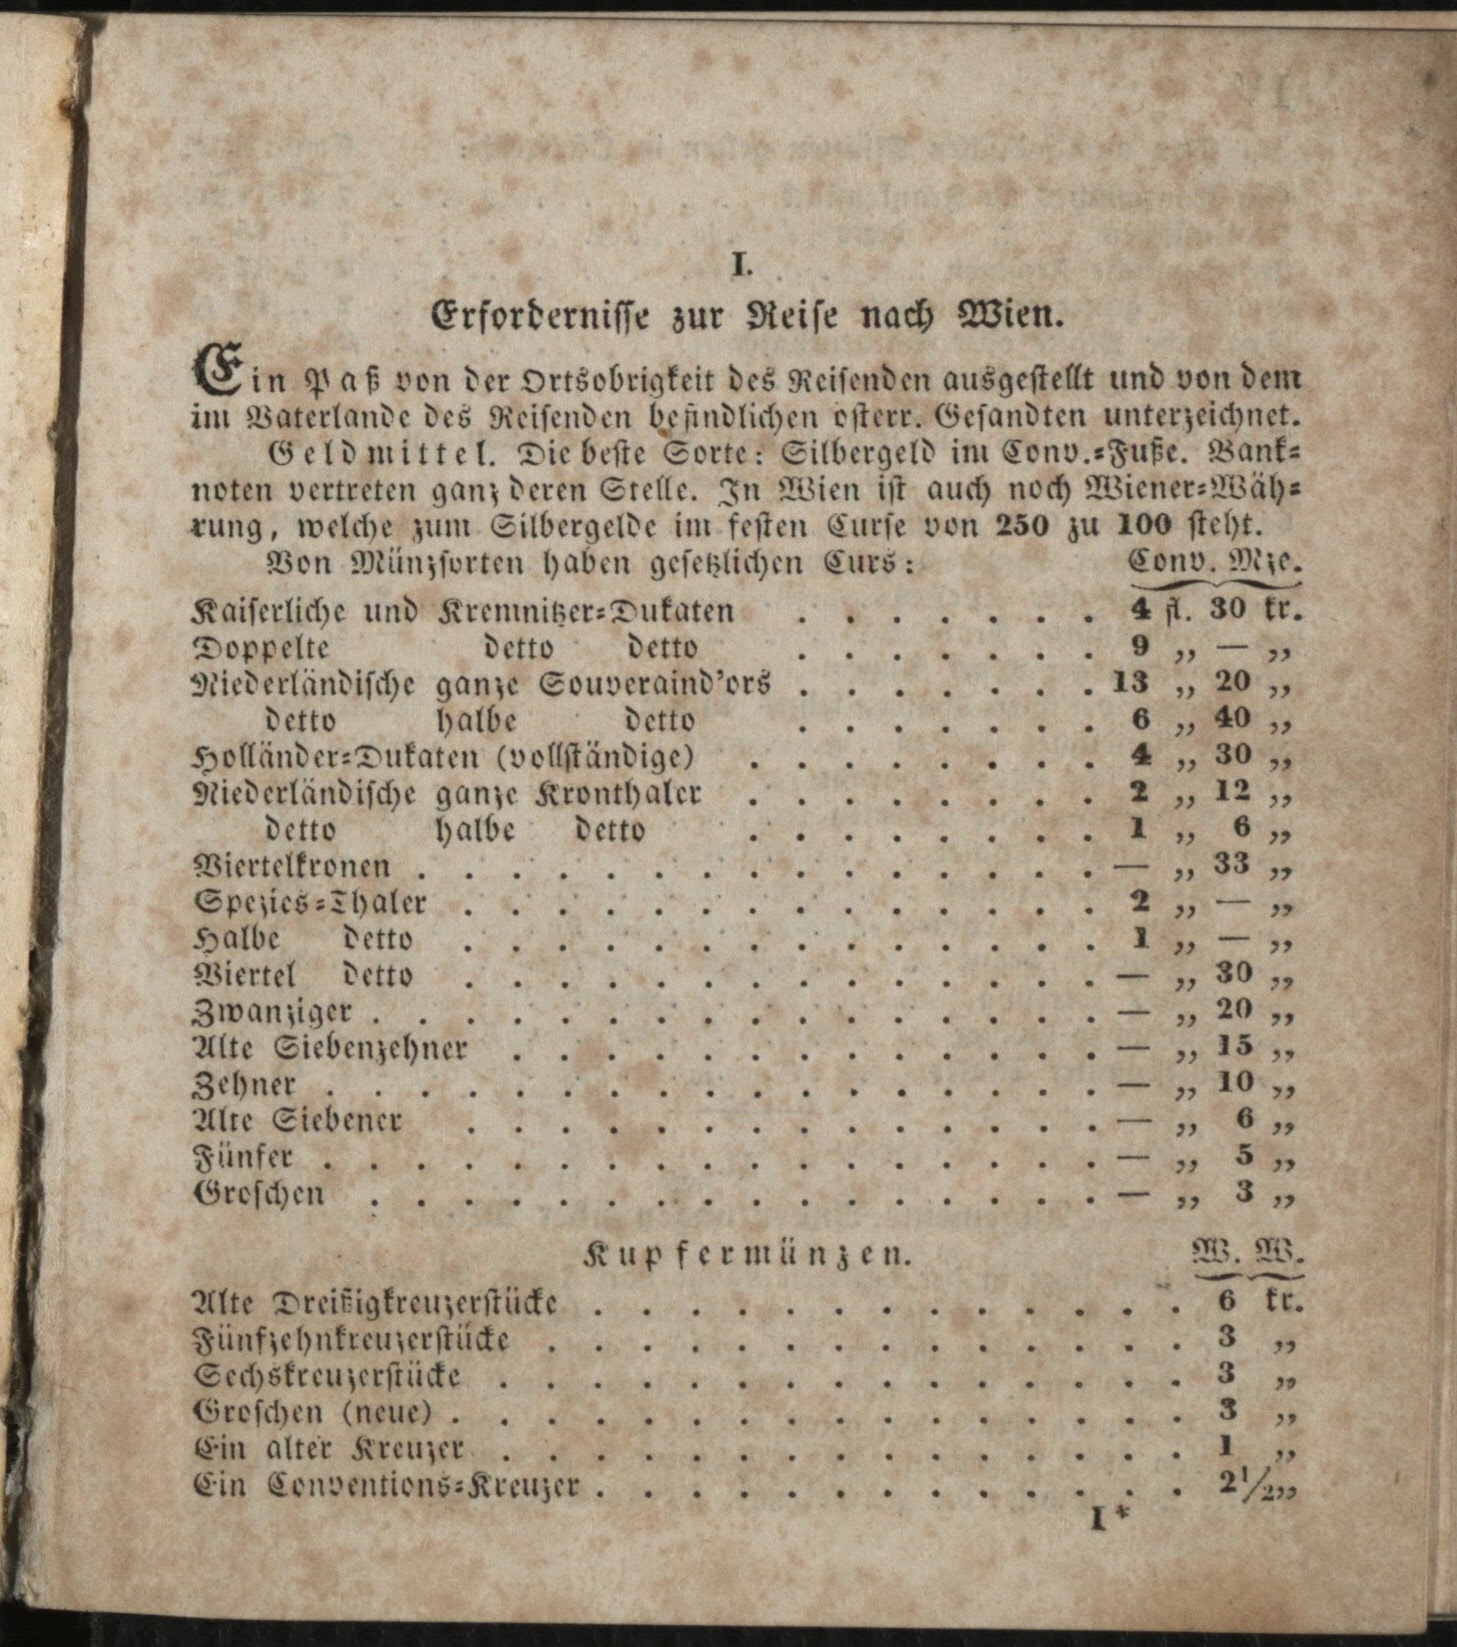 I.
Erfordernisse zur Reise nach Wien.
Ein Paß von der Ortsobrigkeit des Reisenden ausgestellt und von dem
im Vaterlande des Reisenden befindlichen österr. Gesandten unterzeichnet.
Geldmittel. Die beste Sorte: Silbergeld im Conv.-Fuße. Bank-
noten vertreten ganz deren Stelle. In Wien ist auch noch Wiener-Wäh-
rung, welche zum Silbergelde im festen Curse von 250 zu 100 steht.
Von Münzsorten haben gesetzlichen Curs: Conv. Mze.
Kaiserliche und Kremnitzer-Dukaten . . . . . . . 4 fl. 30 kr.
Doppelte detto detto . . . . . . . 9 „ — „
Niederländische ganze Souveraind'ors . . . . . . . 13 „ 20 „
detto halbe detto . . . . . . . 6 „ 40 „
Holländer-Dukaten (vollständige) . . . . . . . . 4 „ 30 „
Niederländische ganze Kronthaler . . . . . . . . 2 „ 12 „
detto halbe detto . . . . . . . . 1 „ 6 „
Viertelkronen . . . . . . . . . . . . . . . — „ 33 „
Spezies-Thaler . . . . . . . . . . . . . . 2 „ — „
Halbe detto . . . . . . . . . . . . . . 1 „ — „
Viertel detto . . . . . . . . . . . . . . — „ 30 „
Zwanziger . . . . . . . . . . . . . . . . — „ 20 „
Alte Siebenzehner . . . . . . . . . . . . . — „ 15 „
Zehner . . . . . . . . . . . . . . . . . — „ 10 „
Alte Siebener . . . . . . . . . . . . . . — „ 6 „
Fünfer . . . . . . . . . . . . . . . . . — „ 5 „
Groschen . . . . . . . . . . . . . . . . — „ 3 „
Kupfermünzen. W. W.
Alte Dreißigkreuzerstücke . . . . . . . . . . . . . 6 kr.
Fünfzehnkreuzerstücke . . . . . . . . . . . . . . 3 „
Sechskreuzerstücke . . . . . . . . . . . . . . . 3 „
Groschen (neue) . . . . . . . . . . . . . . . . 3 „
Ein alter Kreuzer . . . . . . . . . . . . . . . 1 „
Ein Conventions-Kreuzer . . . . . . . . . . . . . 2 1/2 „
I *